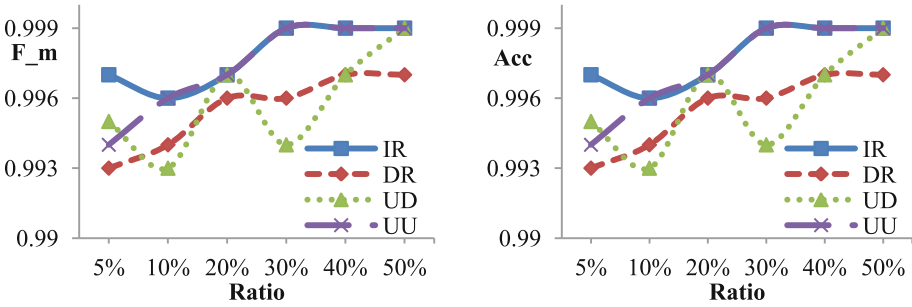 0.999
F_m
0.996
0.993
0.99
IR
DR
UD
UU
5% 10% 20% 30% 40% 50%
Ratio
0.999
Acc
0.996
0.993
0.99
IR
DR
UD
UU
5% 10% 20% 30% 40% 50%
Ratio